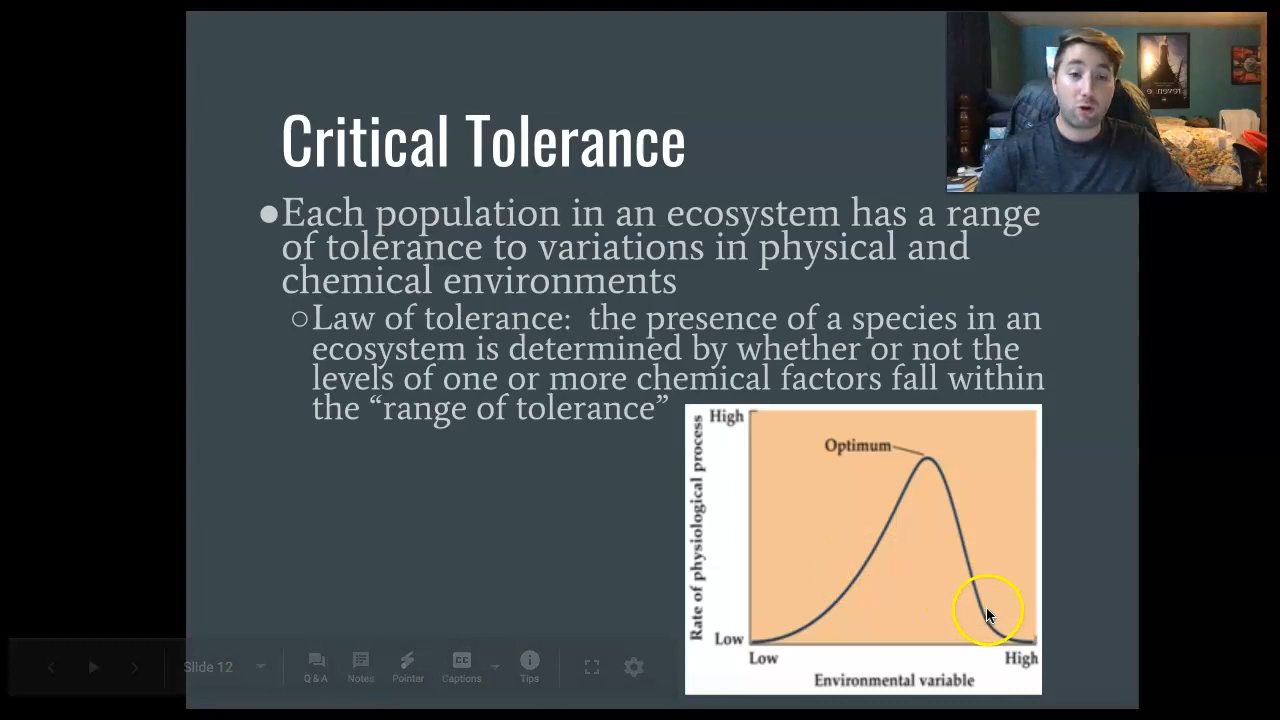 Critical Tolerance
●Each population in an ecosystem has a range
of tolerance to variations in physical and
chemical environments
○Law of tolerance:  the presence of a species in an
ecosystem is determined by whether or not the
levels of one or more chemical factors fall within
the “range of tolerance”
High
Optimum
Rate of physiological process
Low
Low
High
Environmental variable
Slide 12
Q & A
Notes
Pointer
CC
Captions
Tips